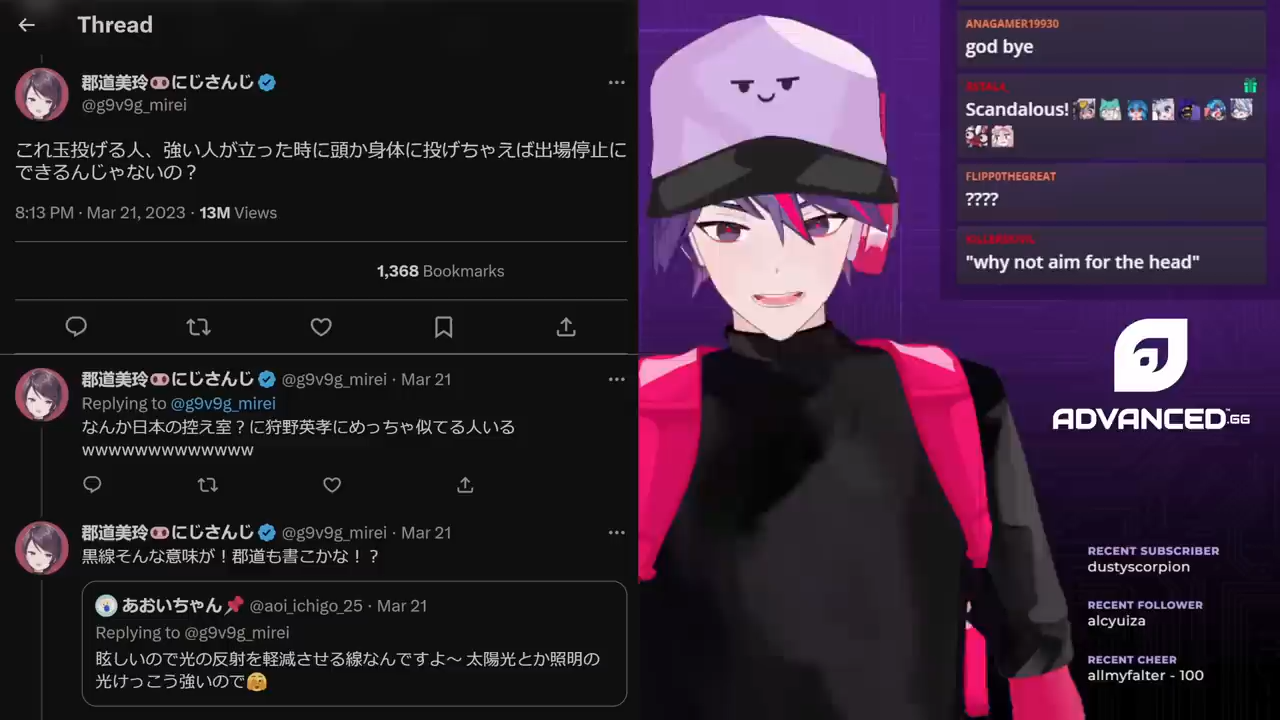 Thread
郡道美玲🐽にじさんじ
@g9v9g_mirei
これ玉投げる人、強い人が立った時に頭か身体に投げちゃえば出場停止に
できるんじゃないの？
8:13 PM · Mar 21, 2023 · 13M Views
1,368 Bookmarks
郡道美玲🐽にじさんじ @g9v9g_mirei · Mar 21
Replying to @g9v9g_mirei
なんか日本の控え室？に狩野英孝にめっちゃ似てる人いる
wwwwwwwwwwwww
郡道美玲🐽にじさんじ @g9v9g_mirei · Mar 21
黒線そんな意味が！郡道も書こかな！？
あおいちゃん📌 @aoi_ichigo_25 · Mar 21
Replying to @g9v9g_mirei
眩しいので光の反射を軽減させる線なんですよ〜 太陽光とか照明の
光けっこう強いので🤗
ANAGAMER19930
god bye
Scandalous!
FLIPP0THEGREAT
????
"why not aim for the head"
ADVANCED.GG
RECENT SUBSCRIBER
dustyscorpion
RECENT FOLLOWER
alcyuiza
RECENT CHEER
allmyfalter - 100